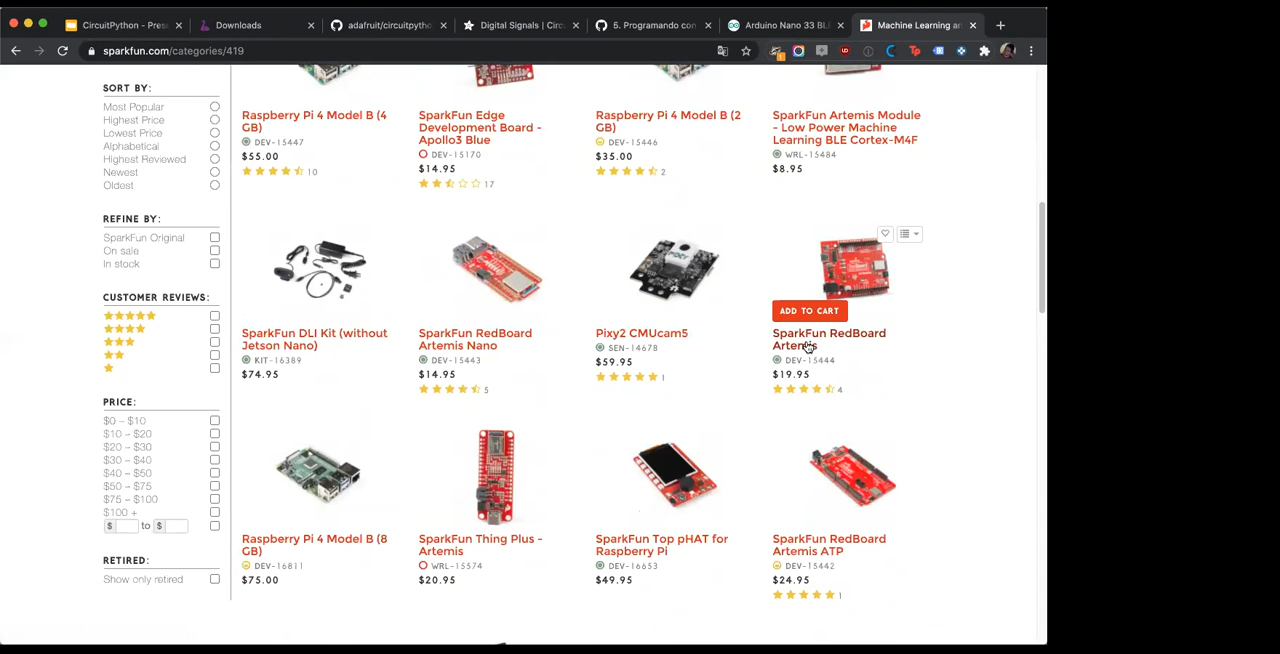 CircuitPython - Pres
Downloads
adafruit/circuitpytho
Digital Signals | Circu
5. Programando con
Arduino Nano 33 BLE
Machine Learning an
sparkfun.com/categories/419
SORT BY:
Most Popular
Highest Price
Lowest Price
Alphabetical
Highest Reviewed
Newest
Oldest
REFINE BY:
SparkFun Original
On sale
In stock
CUSTOMER REVIEWS:
PRICE:
$0 – $10
$10 – $20
$20 – $30
$30 – $40
$40 – $50
$50 – $75
$75 – $100
$100 +
$ to $
RETIRED:
Show only retired
Raspberry Pi 4 Model B (4
GB)
DEV-15447
$55.00
10
SparkFun Edge
Development Board -
Apollo3 Blue
DEV-15170
$14.95
17
Raspberry Pi 4 Model B (2
GB)
DEV-15446
$35.00
2
SparkFun Artemis Module
- Low Power Machine
Learning BLE Cortex-M4F
WRL-15484
$8.95
SparkFun DLI Kit (without
Jetson Nano)
KIT-16389
$74.95
SparkFun RedBoard
Artemis Nano
DEV-15443
$14.95
5
Pixy2 CMUcam5
SEN-14678
$59.95
1
ADD TO CART
SparkFun RedBoard
Artemis
DEV-15444
$19.95
4
Raspberry Pi 4 Model B (8
GB)
DEV-16811
$75.00
SparkFun Thing Plus -
Artemis
WRL-15574
$20.95
SparkFun Top pHAT for
Raspberry Pi
DEV-16653
$49.95
SparkFun RedBoard
Artemis ATP
DEV-15442
$24.95
1